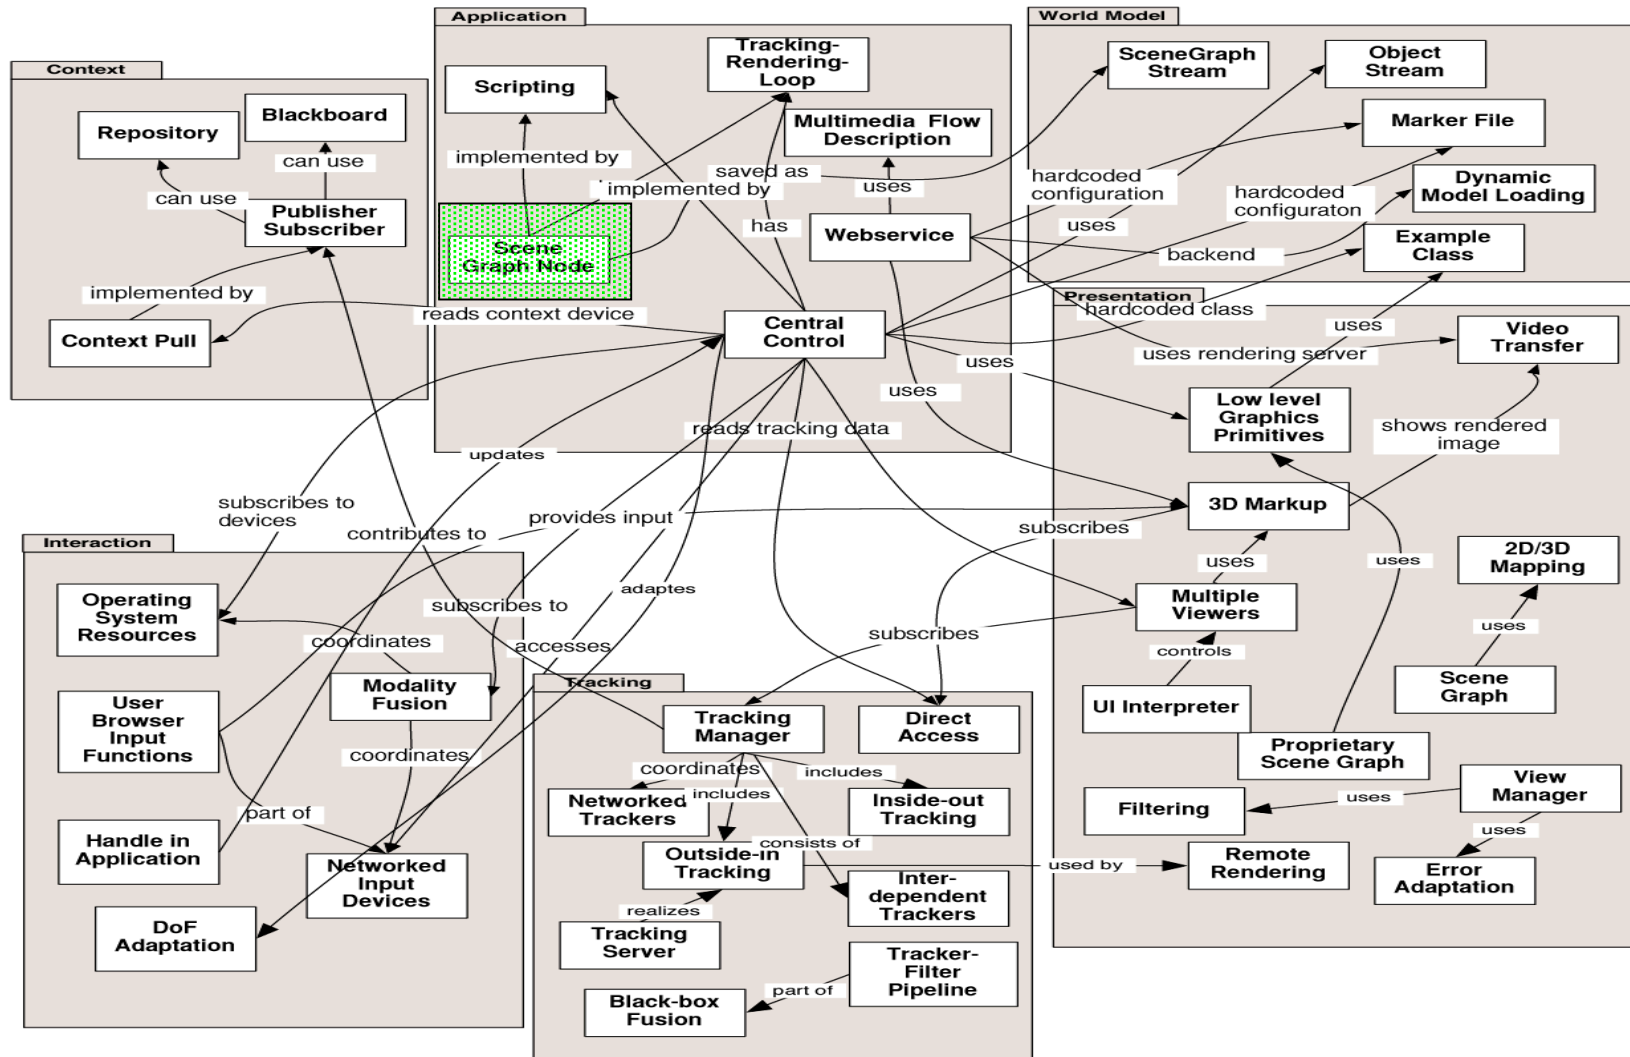 Application
World Model
Context
Tracking-
Rendering-
Loop
SceneGraph
Stream
Object
Stream
Scripting
Blackboard
Repository
Multimedia Flow
Description
Marker File
can use
implemented by
can use
saved as
implemented by
uses
hardcoded
configuration
hardcoded
configuraton
Dynamic
Model Loading
Publisher
Subscriber
has
Webservice
uses
Example
Class
Scene
Graph Node
backend
implemented by
reads context device
Presentation
hardcoded class
Context Pull
Central
Control
uses
Video
Transfer
uses rendering server
uses
uses
Low level
Graphics
Primitives
reads tracking data
shows rendered
image
updates
subscribes to
devices
provides input
3D Markup
contributes to
subscribes
Interaction
2D/3D
Mapping
uses
uses
Operating
System
Resources
adaptes
Multiple
Viewers
subscribes to
subscribes
uses
coordinates
accesses
controls
Tracking
Modality
Fusion
Scene
Graph
User
Browser
Input
Functions
Tracking
Manager
Direct
Access
UI Interpreter
coordinates
Proprietary
Scene Graph
coordinates
includes
View
Manager
includes
Networked
Trackers
Inside-out
Tracking
Filtering
uses
part of
uses
Handle in
Application
consists of
Outside-in
Tracking
used by
Remote
Rendering
Networked
Input
Devices
Inter-
dependent
Trackers
Error
Adaptation
realizes
DoF
Adaptation
Tracking
Server
Tracker-
Filter
Pipeline
part of
Black-box
Fusion